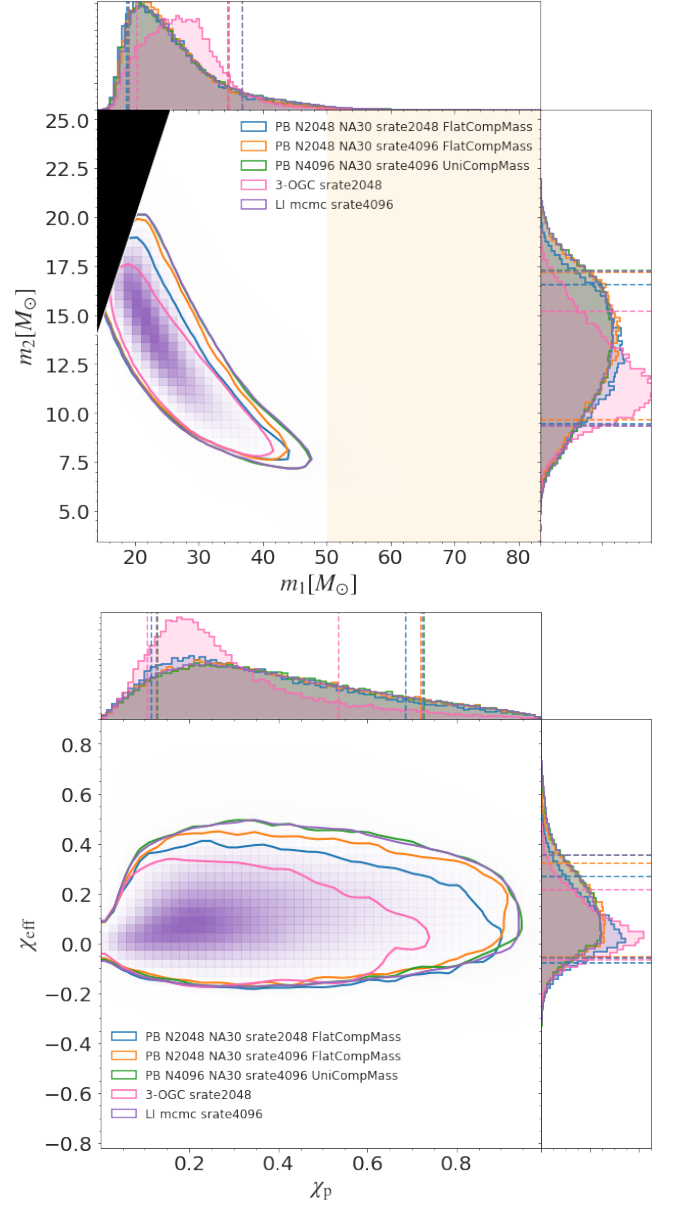 25.0
22.5
20.0
17.5
15.0
12.5
10.0
7.5
5.0
m₂[M⊙]
PB N2048 NA30 srate2048 FlatCompMass
PB N2048 NA30 srate4096 FlatCompMass
PB N4096 NA30 srate4096 UniCompMass
3-OGC srate2048
LI mcmc srate4096
20 30 40 50 60 70 80
m₁[M⊙]
0.8
0.6
0.4
0.2
0.0
−0.2
−0.4
−0.6
−0.8
χeff
PB N2048 NA30 srate2048 FlatCompMass
PB N2048 NA30 srate4096 FlatCompMass
PB N4096 NA30 srate4096 UniCompMass
3-OGC srate2048
LI mcmc srate4096
0.2 0.4 0.6 0.8
χp